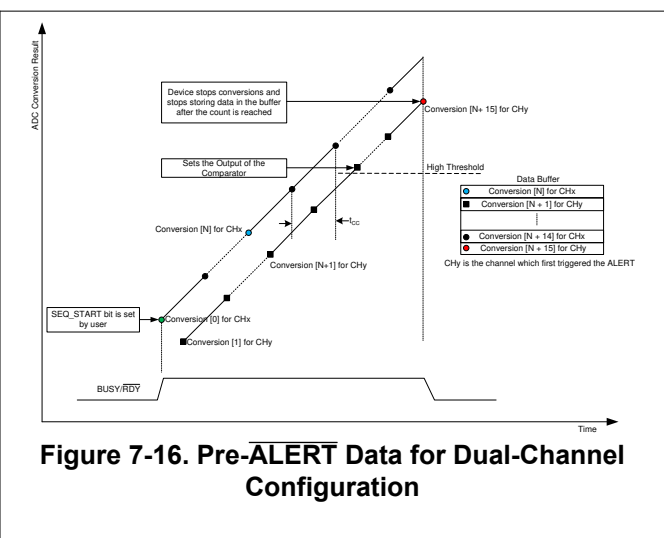 ADC Conversion Result
Device stops conversions and
stops storing data in the buffer
after the count is reached
Conversion [N+ 15] for CHy
Sets the Output of the
Comparator
High Threshold
Data Buffer
Conversion [N] for CHx
Conversion [N + 1] for CHy
Conversion [N + 14] for CHx
Conversion [N + 15] for CHy
CHy is the channel which first triggered the ALERT
Conversion [N] for CHx
tcc
Conversion [N+1] for CHy
SEQ_START bit is set
by user
Conversion [0] for CHx
Conversion [1] for CHy
BUSY/RDY
Time
Figure 7-16. Pre-ALERT Data for Dual-Channel
Configuration